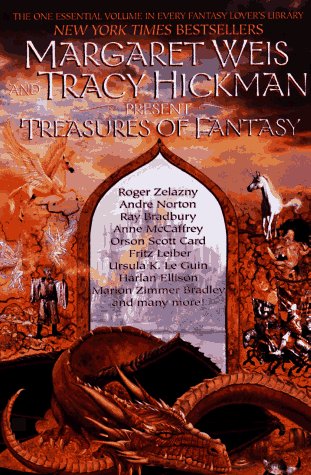 THE ONE ESSENTIAL VOLUME IN EVERY FANTASY LOVER'S LIBRARY
NEW YORK TIMES BESTSELLERS
MARGARET WEIS
AND TRACY HICKMAN
PRESENT
TREASURES OF FANTASY
Roger Zelazny
Andre Norton
Ray Bradbury
Anne McCaffrey
Orson Scott Card
Fritz Leiber
Ursula K. Le Guin
Harlan Ellison
Marion Zimmer Bradley
and many more!